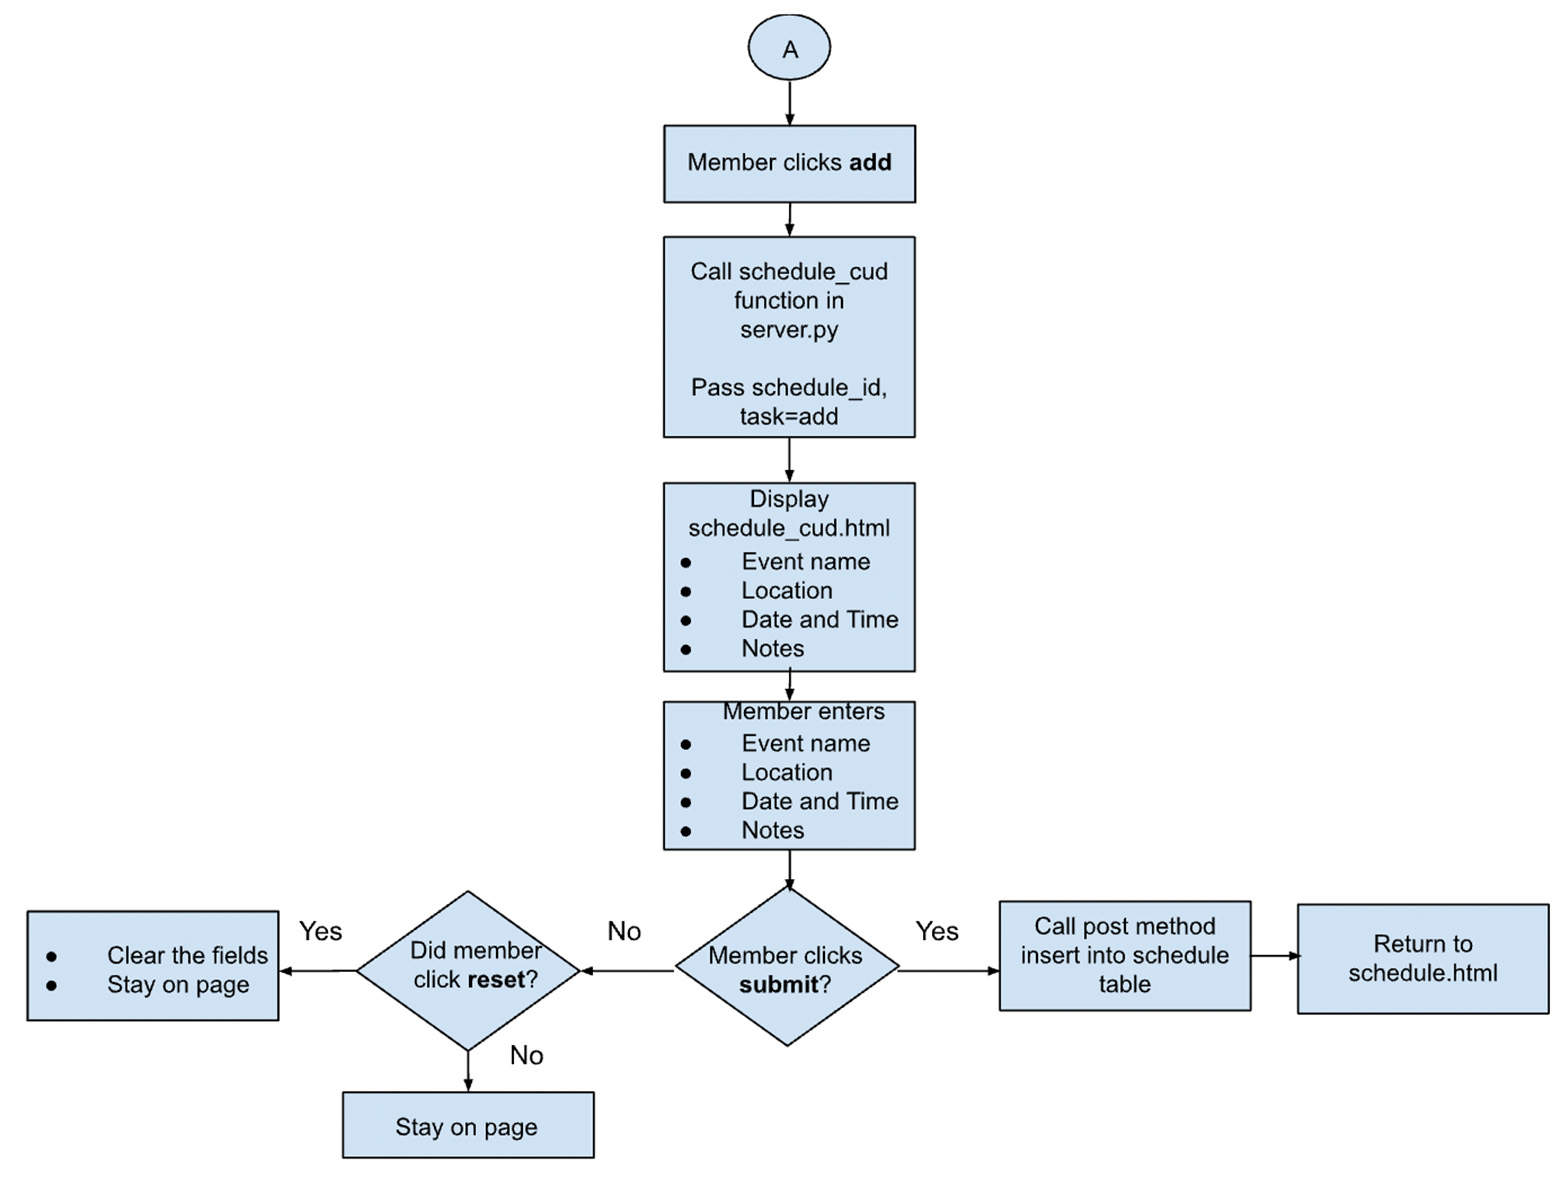 A
Member clicks add
Call schedule_cud
function in
server.py
Pass schedule_id,
task=add
Display
schedule_cud.html
● Event name
● Location
● Date and Time
● Notes
Member enters
● Event name
● Location
● Date and Time
● Notes
Member clicks
submit?
Yes
Call post method
insert into schedule
table
Return to
schedule.html
No
Did member
click reset?
Yes
● Clear the fields
● Stay on page
No
Stay on page